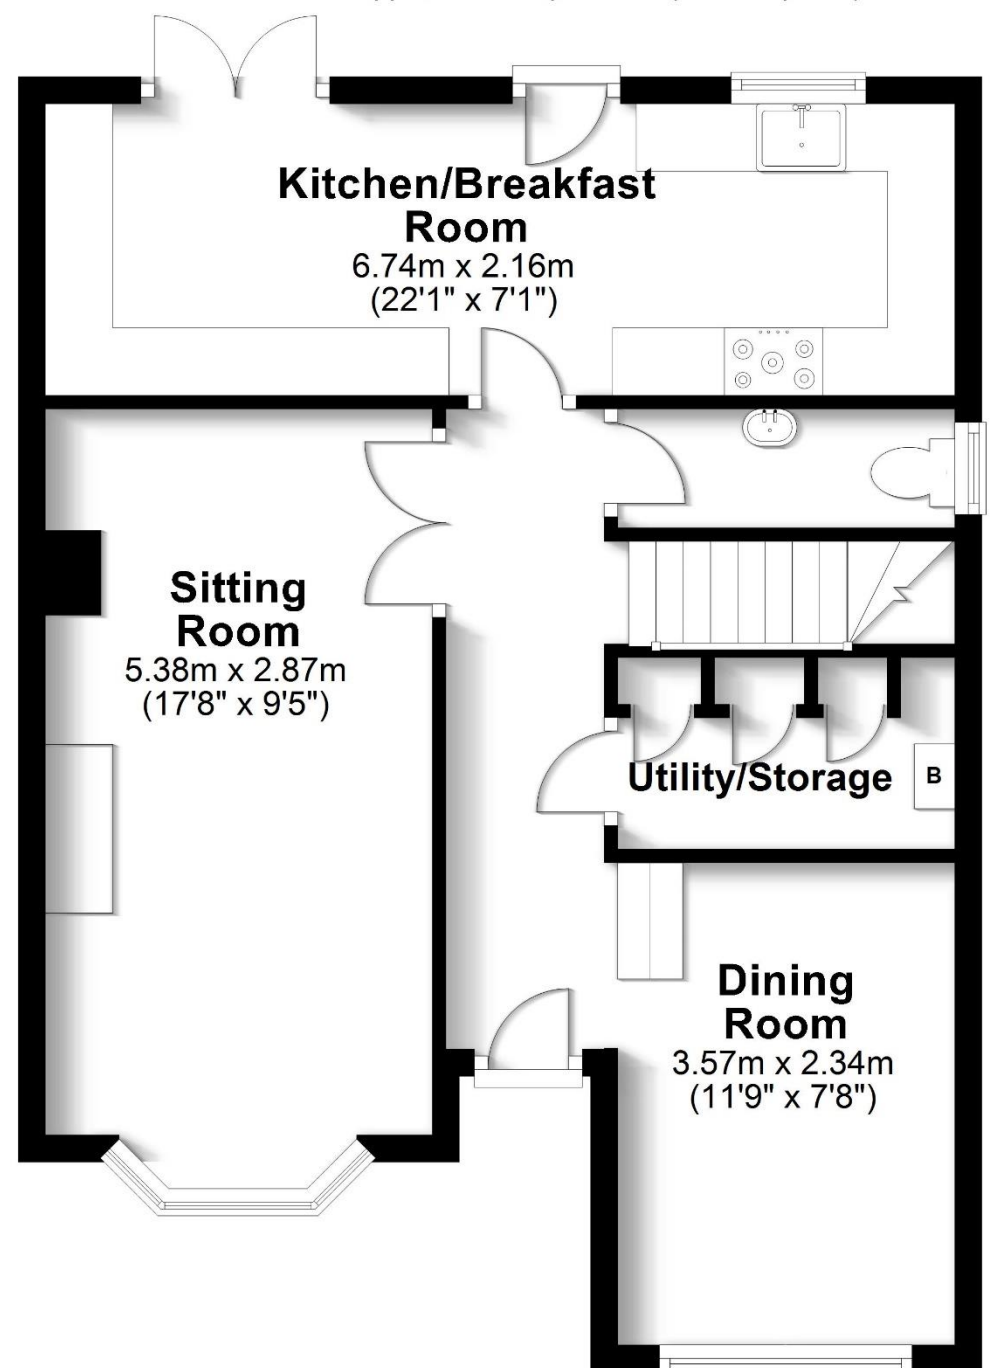 Kitchen/Breakfast
Room
6.74m x 2.16m
(22'1" x 7'1")
Sitting
Room
5.38m x 2.87m
(17'8" x 9'5")
Utility/Storage
B
Dining
Room
3.57m x 2.34m
(11'9" x 7'8")